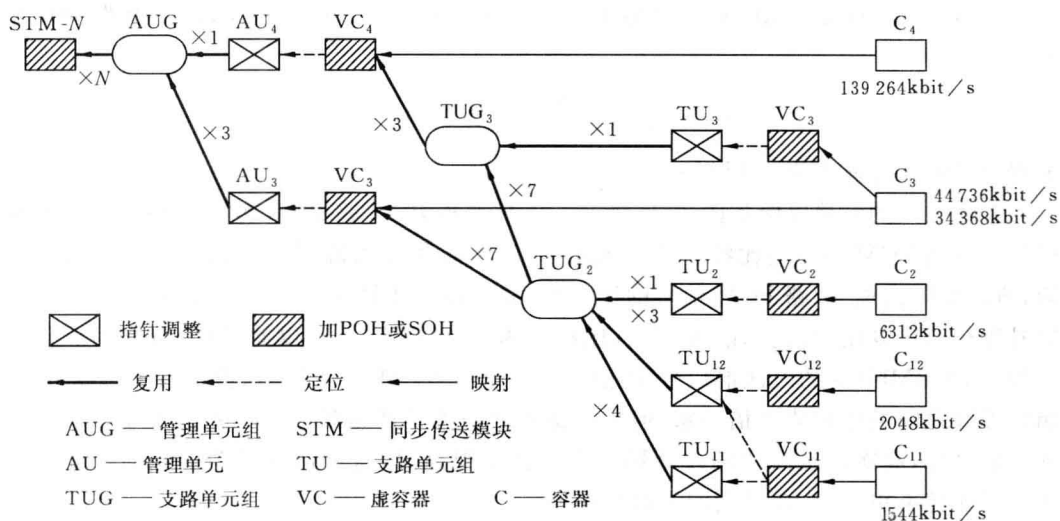 STM-N AUG AU₄ VC₄ C₄
×1
×N
139 264kbit/s
×3 ×3 TUG₃ ×1 TU₃ VC₃
AU₃ VC₃ ×7 C₃
44 736kbit/s
34 368kbit/s
×7 TUG₂ ×1 TU₂ VC₂ C₂
×3
6312kbit/s
指针调整 加POH或SOH
复用 定位 映射
TU₁₂ VC₁₂ C₁₂
×4
2048kbit/s
AUG — 管理单元组 STM — 同步传送模块
AU — 管理单元 TU — 支路单元组
TU₁₁ VC₁₁ C₁₁
TUG — 支路单元组 VC — 虚容器 C — 容器
1544kbit/s